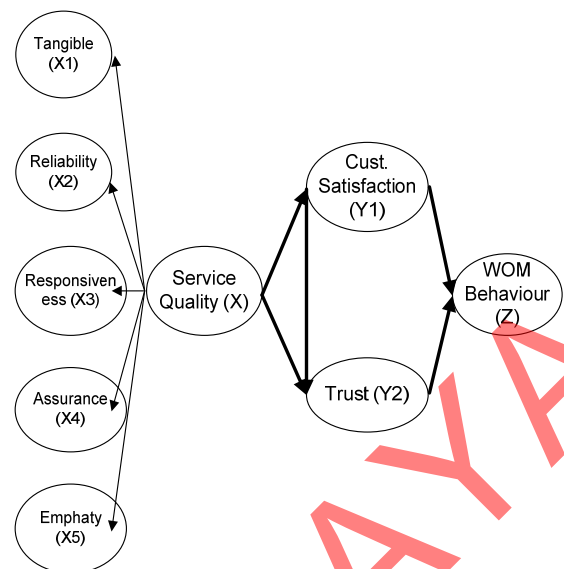 Tangible
(X1)
Reliability
(X2)
Responsiven
ess (X3)
Assurance
(X4)
Emphaty
(X5)
Service
Quality (X)
Cust.
Satisfaction
(Y1)
Trust (Y2)
WOM
Behaviour
(Z)
AYA